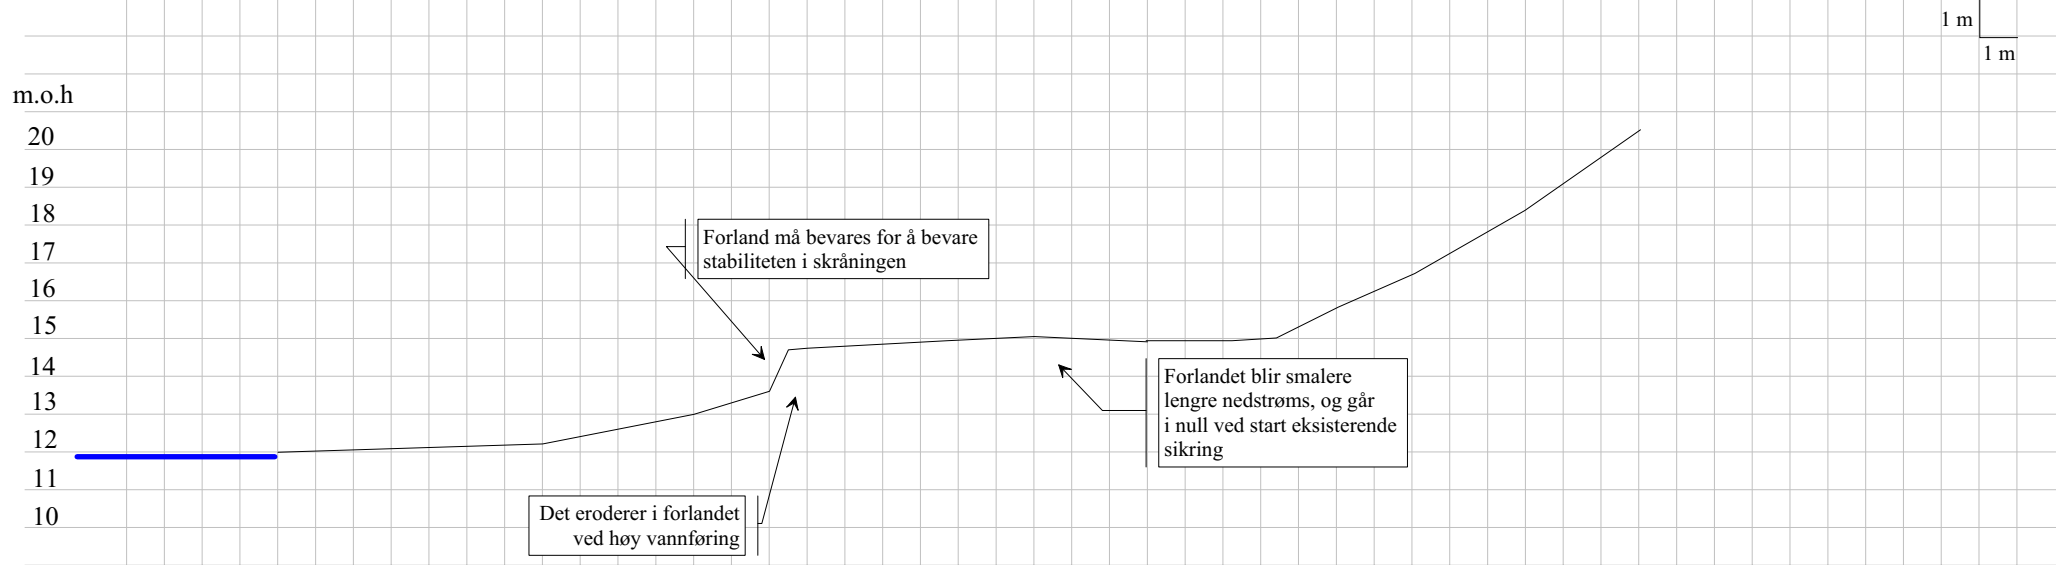 1 m
1 m
m.o.h
20
19
18
17
16
15
14
13
12
11
10
Forland må bevares for å bevare
stabiliteten i skråningen
Forlandet blir smalere
lengre nedstrøms, og går
i null ved start eksisterende
sikring
Det eroderer i forlandet
ved høy vannføring